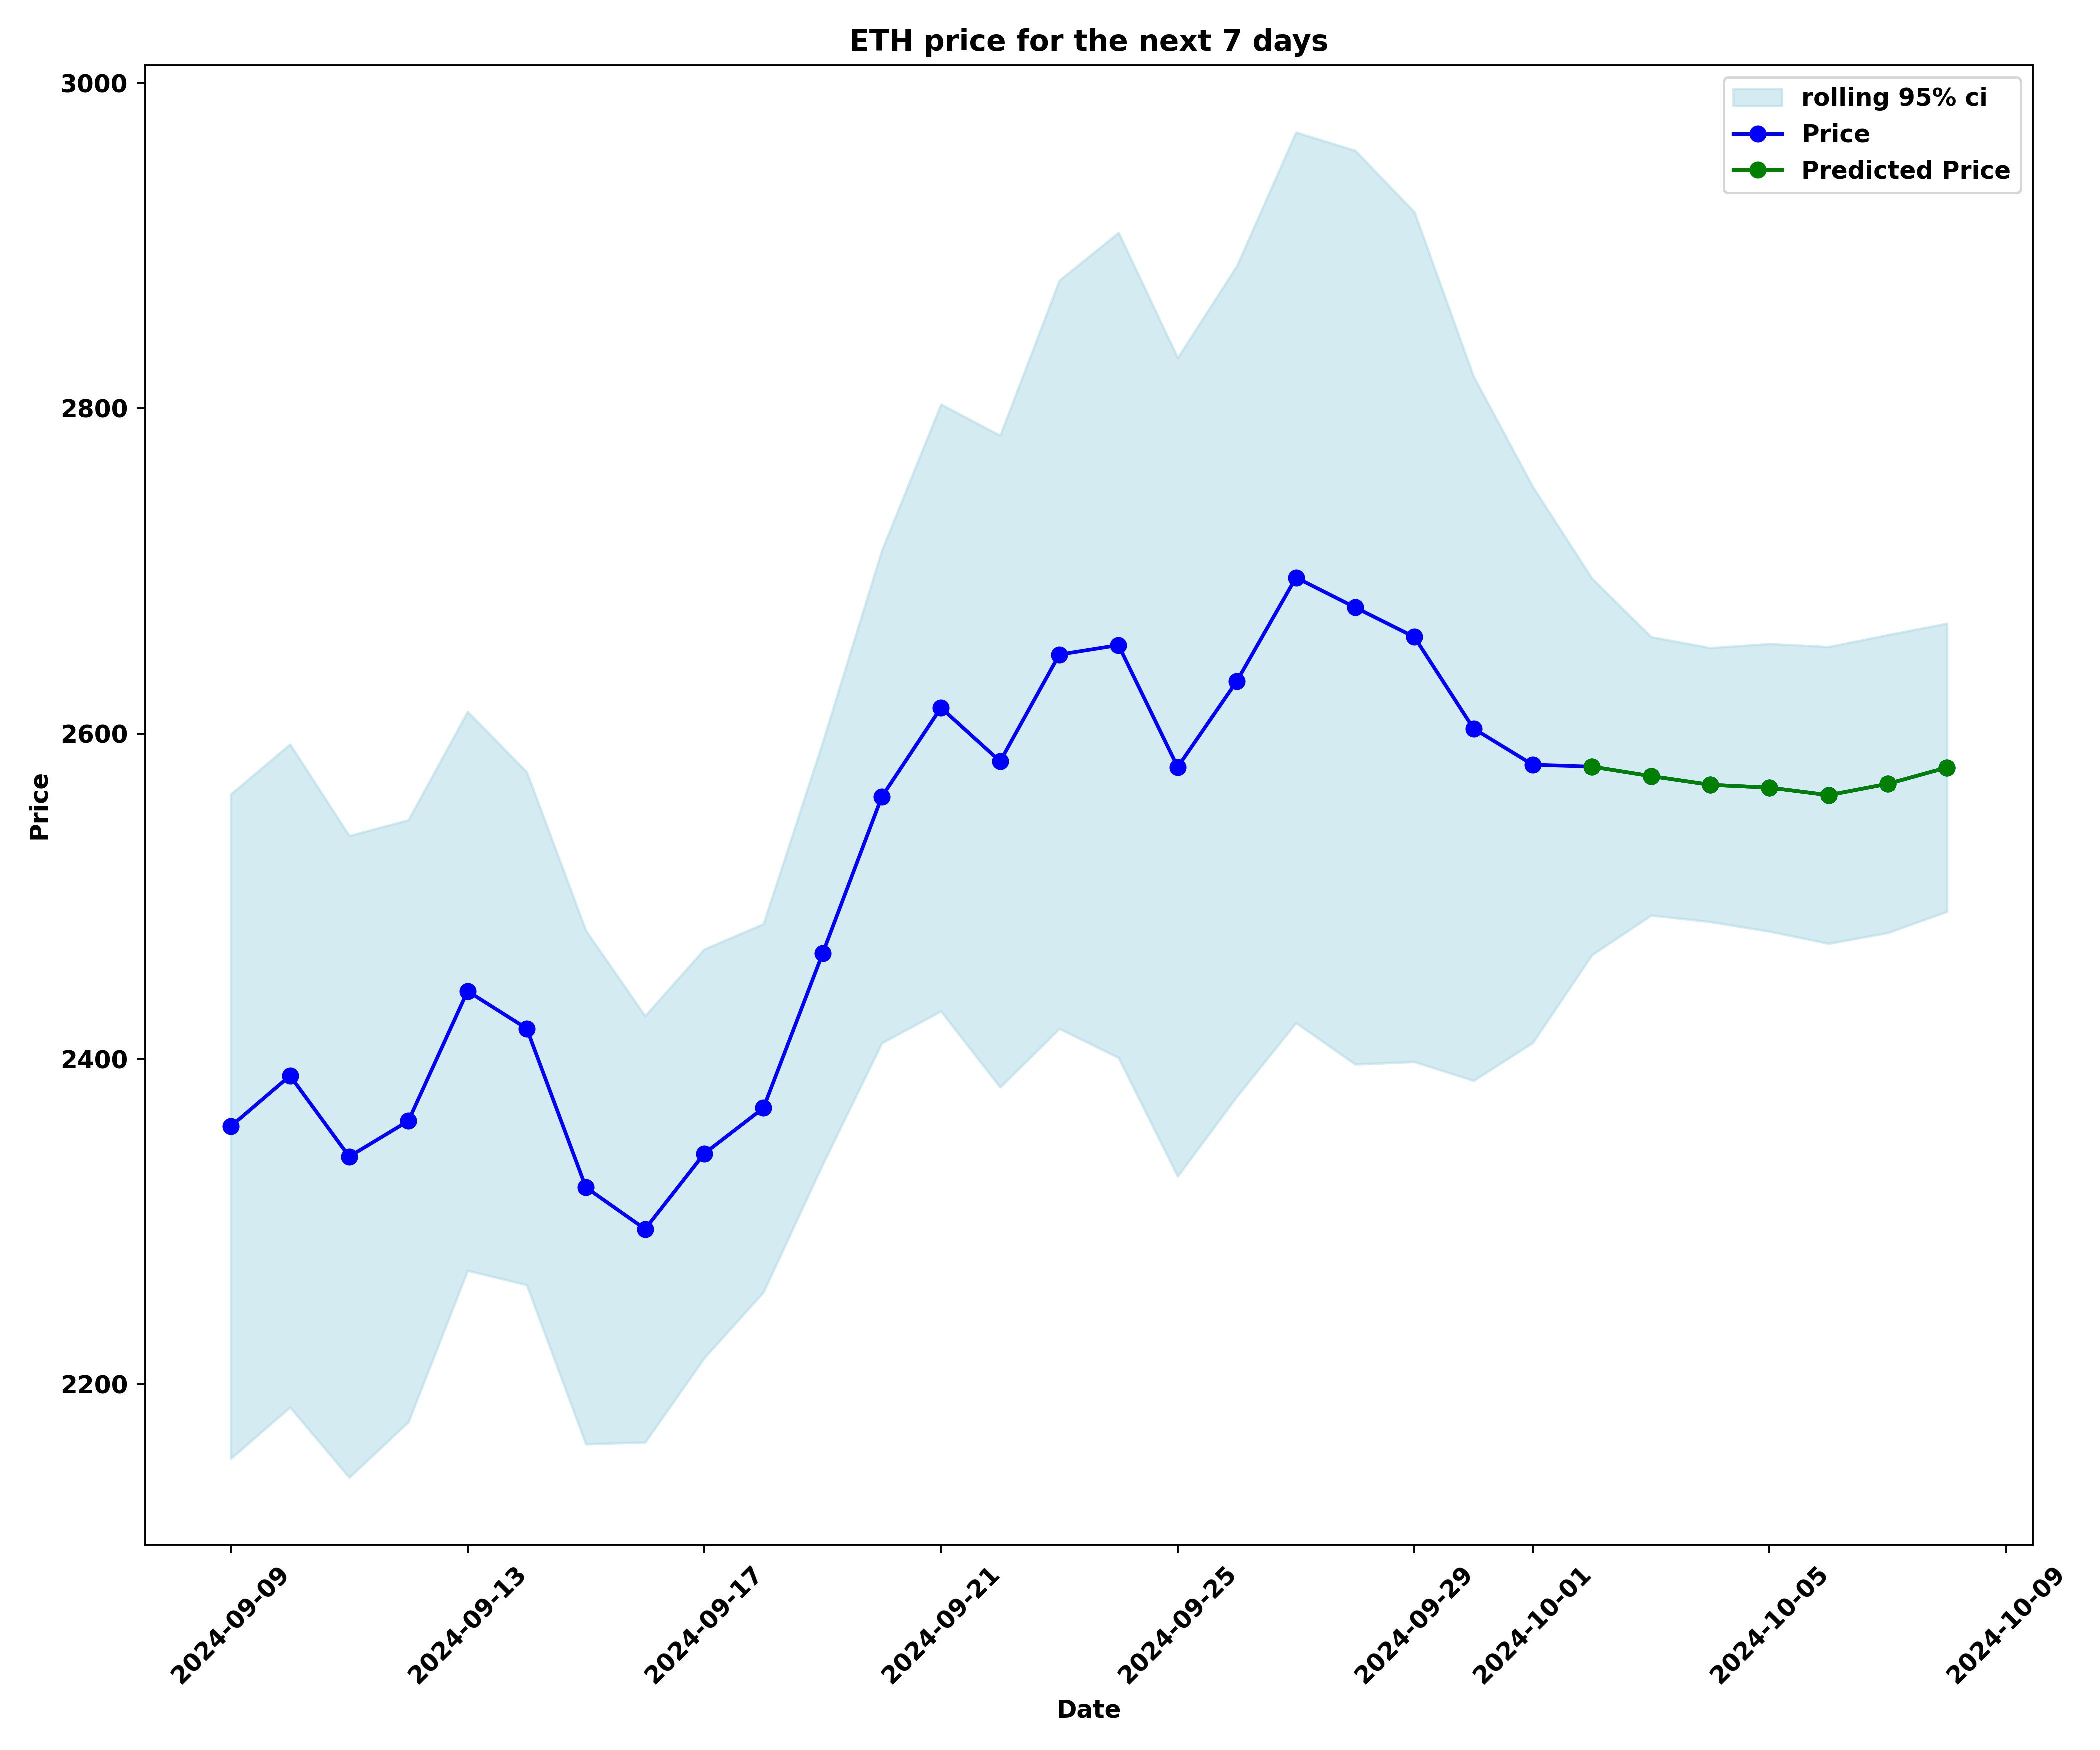 ETH price for the next 7 days
rolling 95% ci
Price
Predicted Price
3000
2800
2600
2400
2200
Price
2024-09-09
2024-09-13
2024-09-17
2024-09-21
2024-09-25
2024-09-29
2024-10-01
2024-10-05
2024-10-09
Date